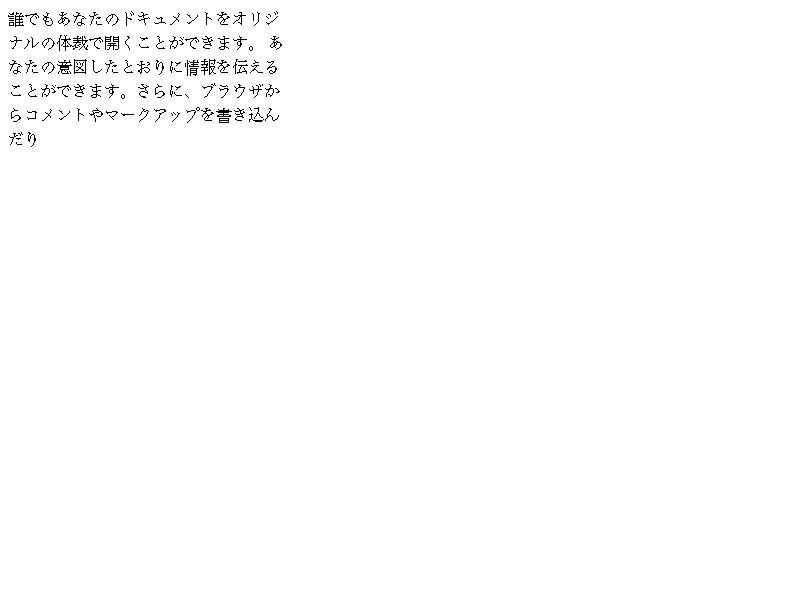 誰でもあなたのドキュメントをオリジ
ナルの体裁で開くことができます。 あ
なたの意図したとおりに情報を伝える
ことができます。さらに、ブラウザか
らコメントやマークアップを書き込ん
だり